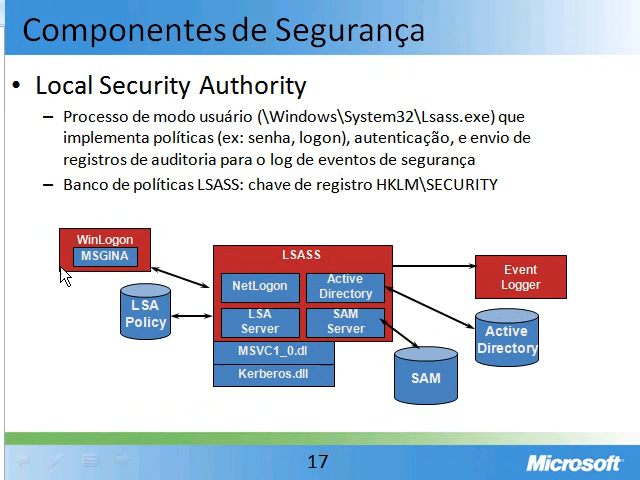 Componentes de Segurança
• Local Security Authority
– Processo de modo usuário (\Windows\System32\Lsass.exe) que
implementa políticas (ex: senha, logon), autenticação, e envio de
registros de auditoria para o log de eventos de segurança
– Banco de políticas LSASS: chave de registro HKLM\SECURITY
WinLogon
MSGINA
LSA
Policy
LSASS
NetLogon
Active
Directory
LSA
Server
SAM
Server
MSVC1_0.dl
Kerberos.dll
Event
Logger
Active
Directory
SAM
17
Microsoft